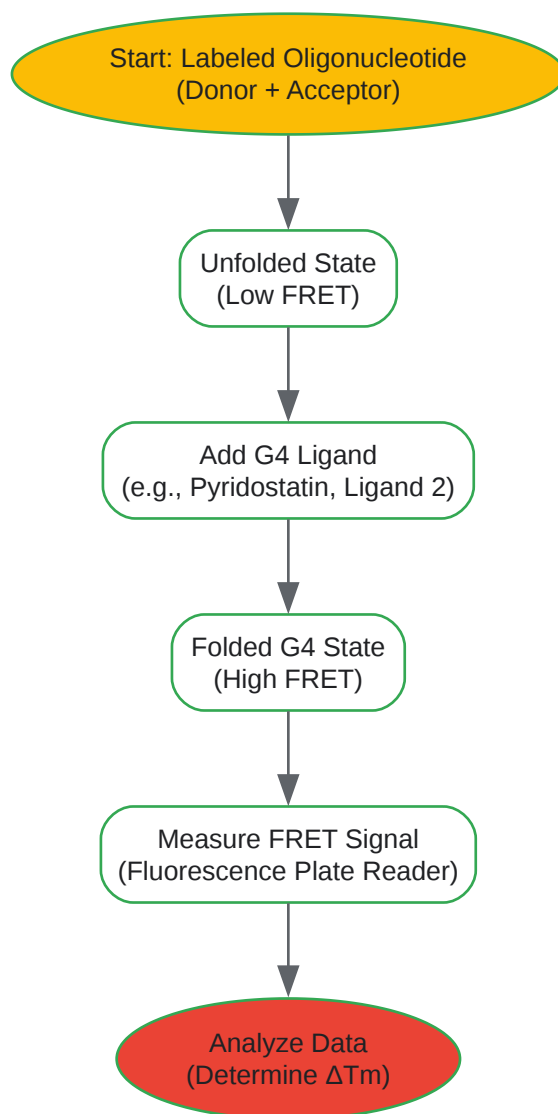 Start: Labeled Oligonucleotide
(Donor + Acceptor)
Unfolded State
(Low FRET)
Add G4 Ligand
(e.g., Pyridostatin, Ligand 2)
Folded G4 State
(High FRET)
Measure FRET Signal
(Fluorescence Plate Reader)
Analyze Data
(Determine ΔTm)